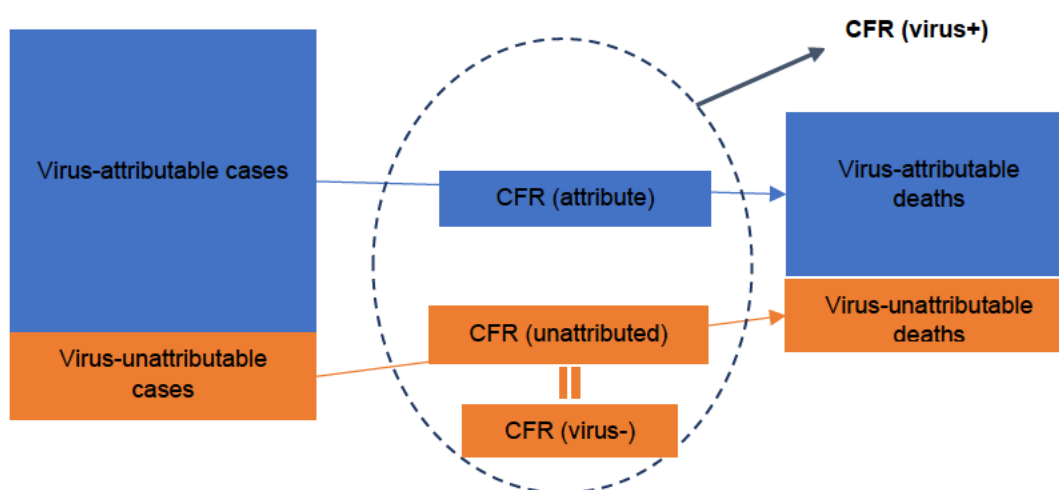 CFR (virus+)
Virus-attributable cases
CFR (attribute)
Virus-attributable
deaths
CFR (unattributed)
Virus-unattributable
deaths
Virus-unattributable
cases
CFR (virus-)